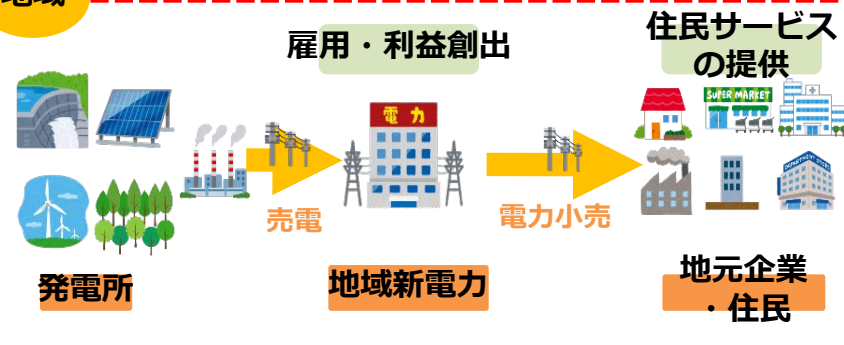 地域
雇用・利益創出
住民サービス
の提供
電力
SUPER MARKET
DEPARTMENT STORE
売電
電力小売
発電所
地域新電力
地元企業
・住民